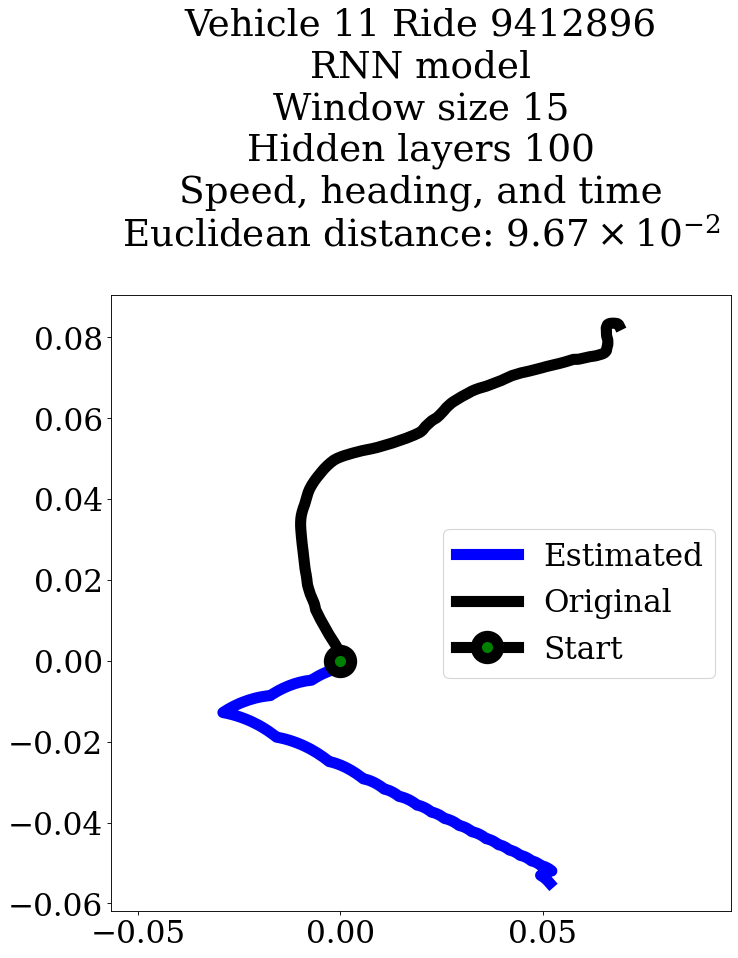 Vehicle 11 Ride 9412896
RNN model
Window size 15
Hidden layers 100
Speed, heading, and time
Euclidean distance: 9.67 × 10⁻²
0.08
0.06
0.04
0.02
0.00
−0.02
−0.04
−0.06
Estimated
Original
Start
−0.05
0.00
0.05